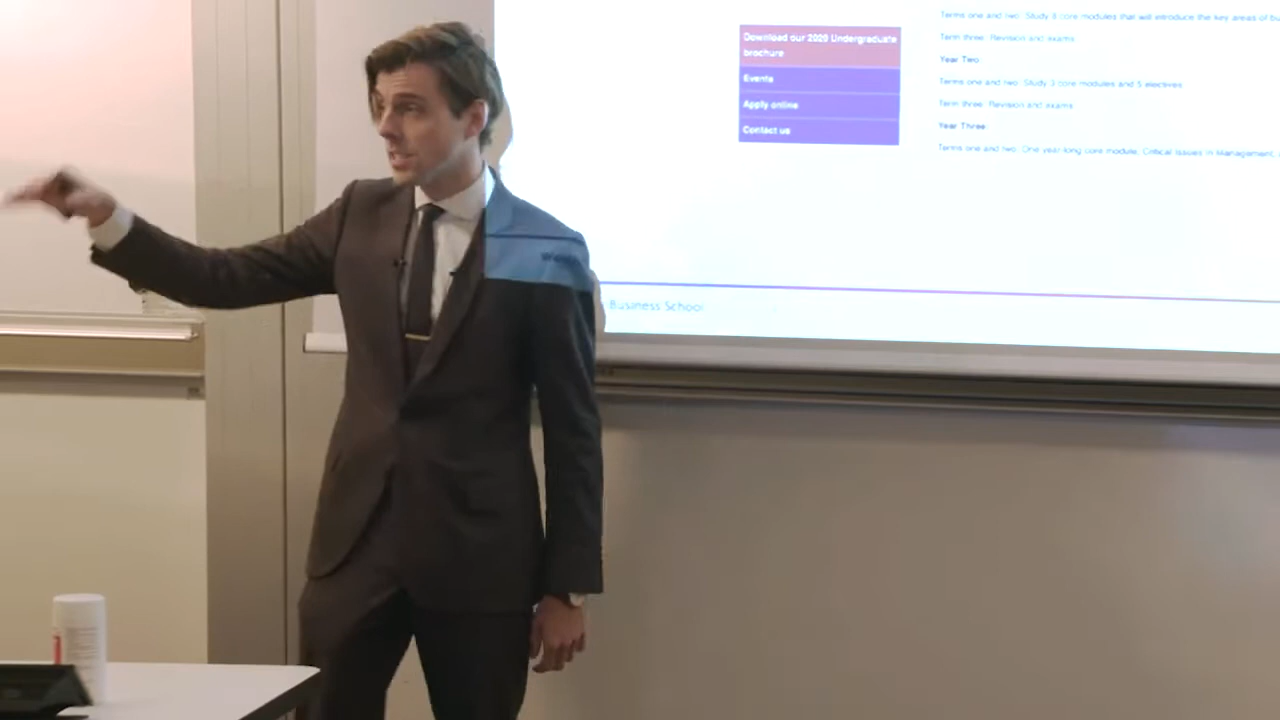 Download our 2020 Undergraduate
brochure
Events
Apply online
Contact us
Terms one and two: Study 8 core modules that will introduce the key areas of bu
Term three: Revision and exams
Year Two:
Terms one and two: Study 3 core modules and 5 electives
Term three: Revision and exams
Year Three:
Terms one and two: One year-long core module, Critical Issues in Management,
Business School